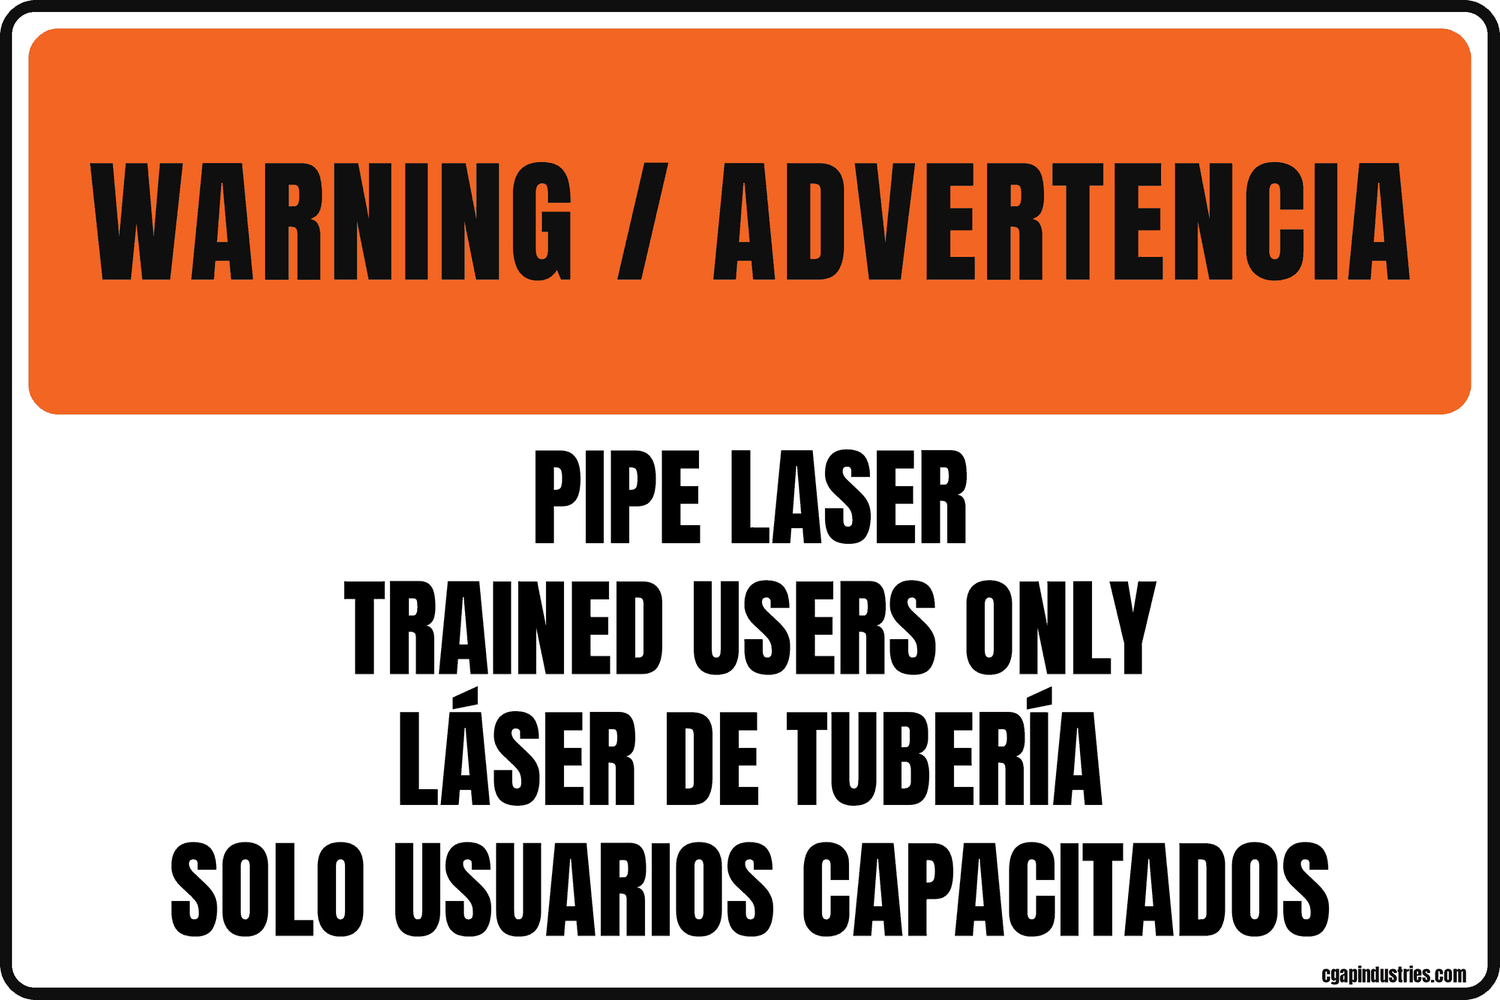 WARNING / ADVERTENCIA
PIPE LASER
TRAINED USERS ONLY
LÁSER DE TUBERÍA
SOLO USUARIOS CAPACITADOS
cgapindustries.com